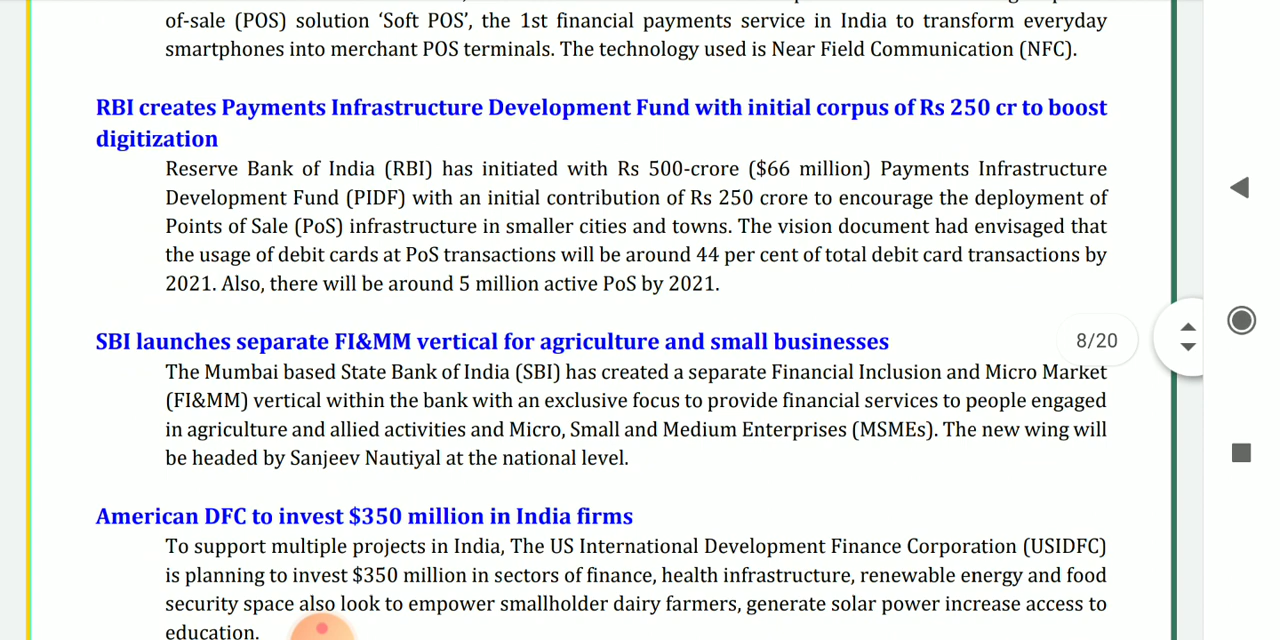 of-sale (POS) solution ‘Soft POS’, the 1st financial payments service in India to transform everyday
smartphones into merchant POS terminals. The technology used is Near Field Communication (NFC).
RBI creates Payments Infrastructure Development Fund with initial corpus of Rs 250 cr to boost
digitization
Reserve Bank of India (RBI) has initiated with Rs 500-crore ($66 million) Payments Infrastructure
Development Fund (PIDF) with an initial contribution of Rs 250 crore to encourage the deployment of
Points of Sale (PoS) infrastructure in smaller cities and towns. The vision document had envisaged that
the usage of debit cards at PoS transactions will be around 44 per cent of total debit card transactions by
2021. Also, there will be around 5 million active PoS by 2021.
SBI launches separate FI&MM vertical for agriculture and small businesses
8/20
The Mumbai based State Bank of India (SBI) has created a separate Financial Inclusion and Micro Market
(FI&MM) vertical within the bank with an exclusive focus to provide financial services to people engaged
in agriculture and allied activities and Micro, Small and Medium Enterprises (MSMEs). The new wing will
be headed by Sanjeev Nautiyal at the national level.
American DFC to invest $350 million in India firms
To support multiple projects in India, The US International Development Finance Corporation (USIDFC)
is planning to invest $350 million in sectors of finance, health infrastructure, renewable energy and food
security space also look to empower smallholder dairy farmers, generate solar power increase access to
education.